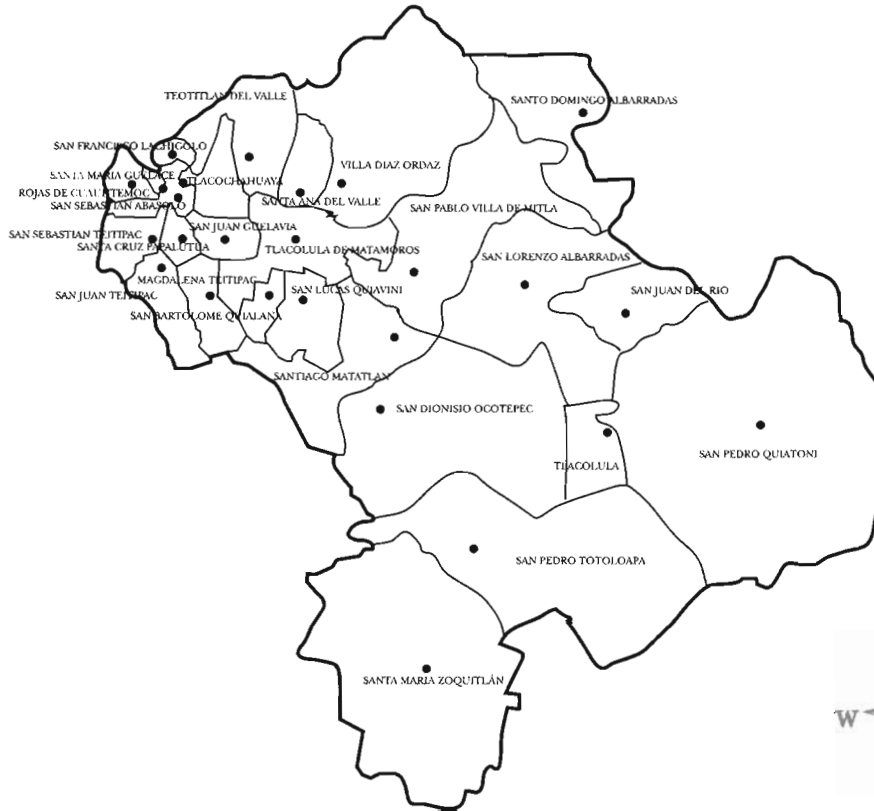 TEOTITLAN DEL VALLE
SANTO DOMINGO ALBARRADAS
SAN FRANCISCO LACHIGOLO
VILLA DIAZ ORDAZ
SANTA MARIA GUELACE
TLACOCHAHUAYA
ROJAS DE CUAUHTEMOC
SANTA ANA DEL VALLE
SAN SEBASTIAN ABASOLO
SAN PABLO VILLA DE MITLA
SAN JUAN GUELAVIA
SAN SEBASTIAN TEITIPAC
SANTA CRUZ PAPALUTLA
TLACOLULA DE MATAMOROS
SAN LORENZO ALBARRADAS
MAGDALENA TEITIPAC
SAN LUCAS QUIAVINI
SAN JUAN DEL RIO
SAN JUAN TEITIPAC
SAN BARTOLOME QUIALANA
SANTIAGO MATATLAN
SAN DIONISIO OCOTEPEC
SAN PEDRO QUIATONI
TLACOLULA
SAN PEDRO TOTOLOAPA
SANTA MARIA ZOQUITLÁN
W